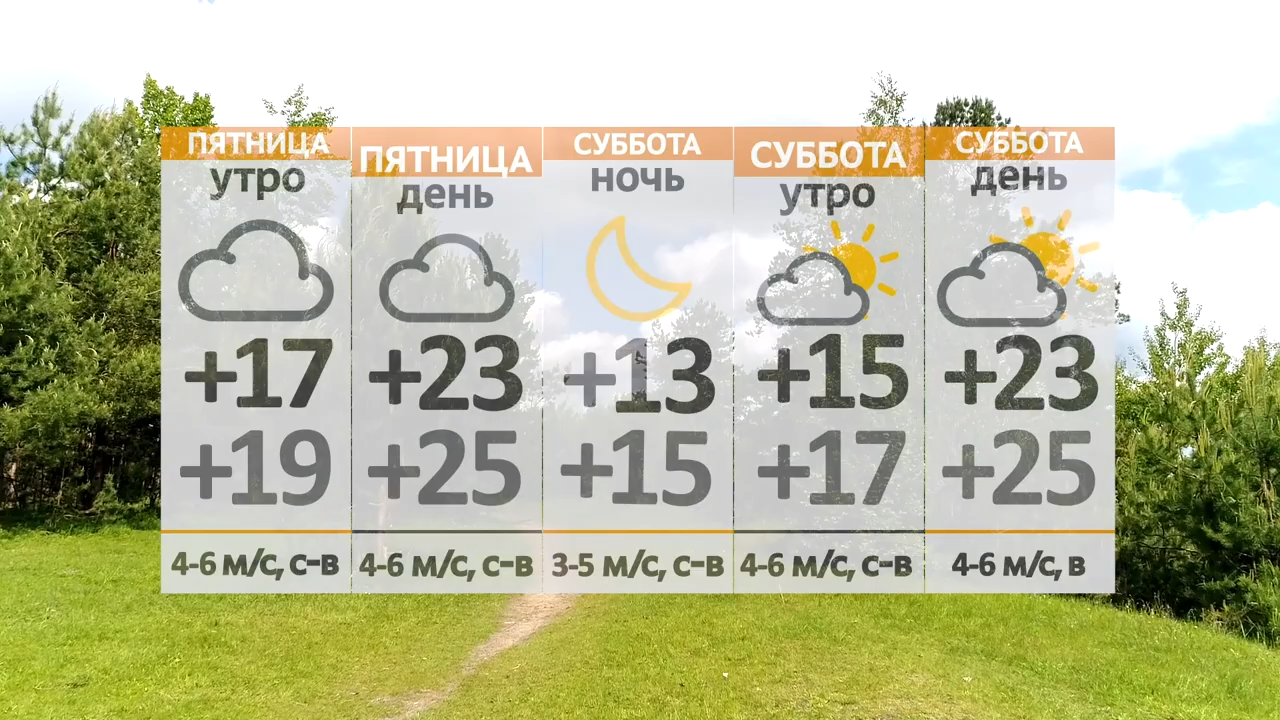 ПЯТНИЦА
утро
+17
+19
4-6 м/с, с-в
ПЯТНИЦА
день
+23
+25
4-6 м/с, с-в
СУББОТА
ночь
+13
+15
3-5 м/с, с-в
СУББОТА
утро
+15
+17
4-6 м/с, с-в
СУББОТА
день
+23
+25
4-6 м/с, в